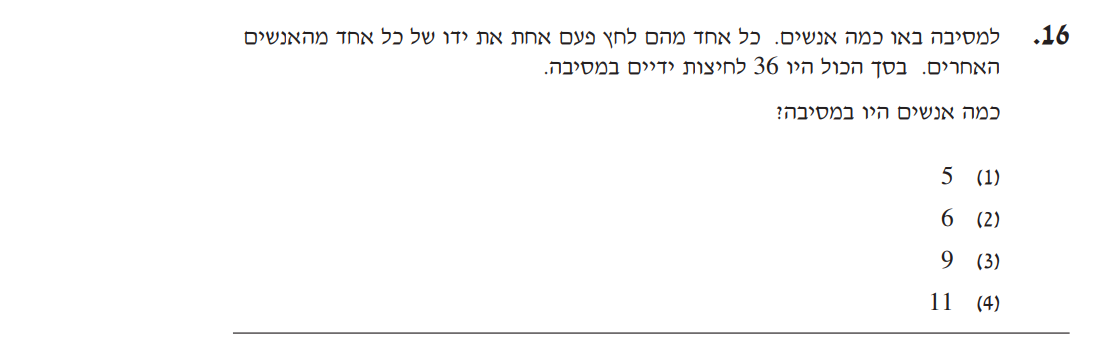 16. למסיבה באו כמה אנשים. כל אחד מהם לחץ פעם אחת את ידו של כל אחד מהאנשים
האחרים. בסך הכול היו 36 לחיצות ידיים במסיבה.
כמה אנשים היו במסיבה?
(1) 5
(2) 6
(3) 9
(4) 11